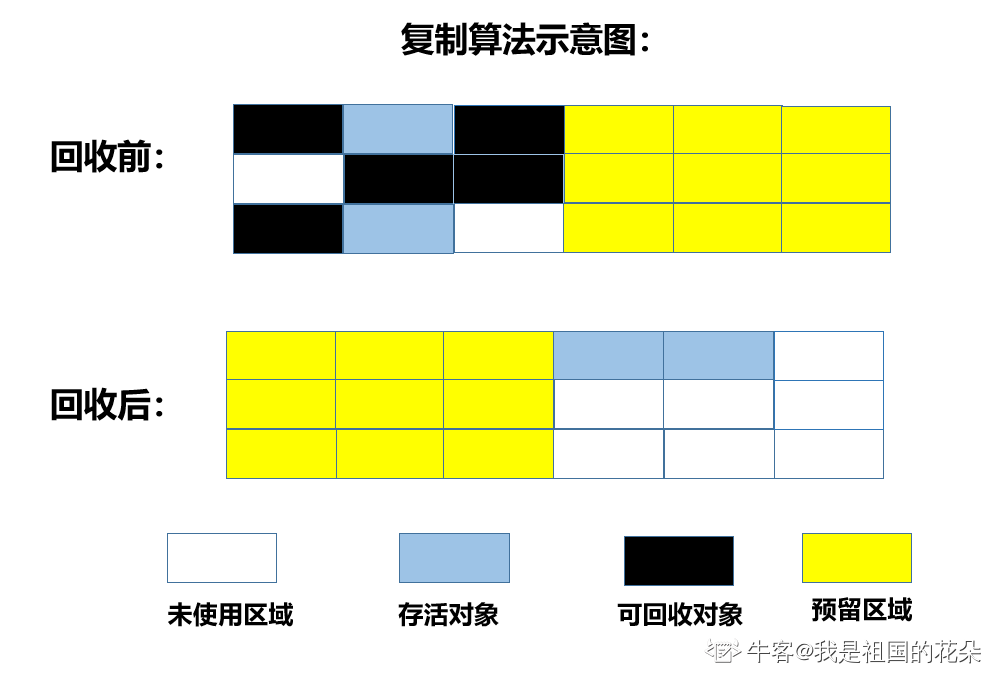 复制算法示意图：
回收前：
回收后：
未使用区域
存活对象
可回收对象
预留区域
牛客@我是祖国的花朵